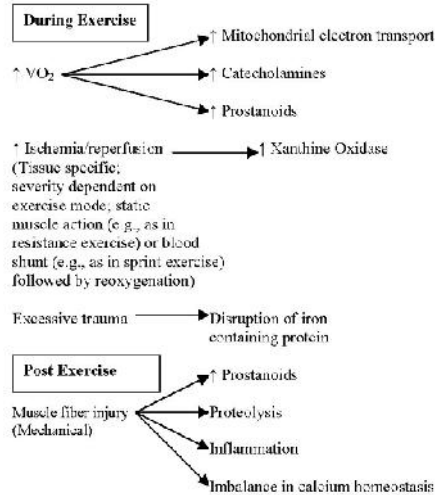 During Exercise
↑ Mitochondrial electron transport
↑ VO₂
↑ Catecholamines
↑ Prostanoids
↑ Ischemia/reperfusion
↑ Xanthine Oxidase
(Tissue specific;
severity dependent on
exercise mode; static
muscle action (e.g., as in
resistance exercise) or blood
shunt (e.g., as in sprint exercise)
followed by reoxygenation)
Excessive trauma
Disruption of iron
containing protein
Post Exercise
↑ Prostanoids
Muscle fiber injury
(Mechanical)
Proteolysis
Inflammation
Imbalance in calcium homeostasis